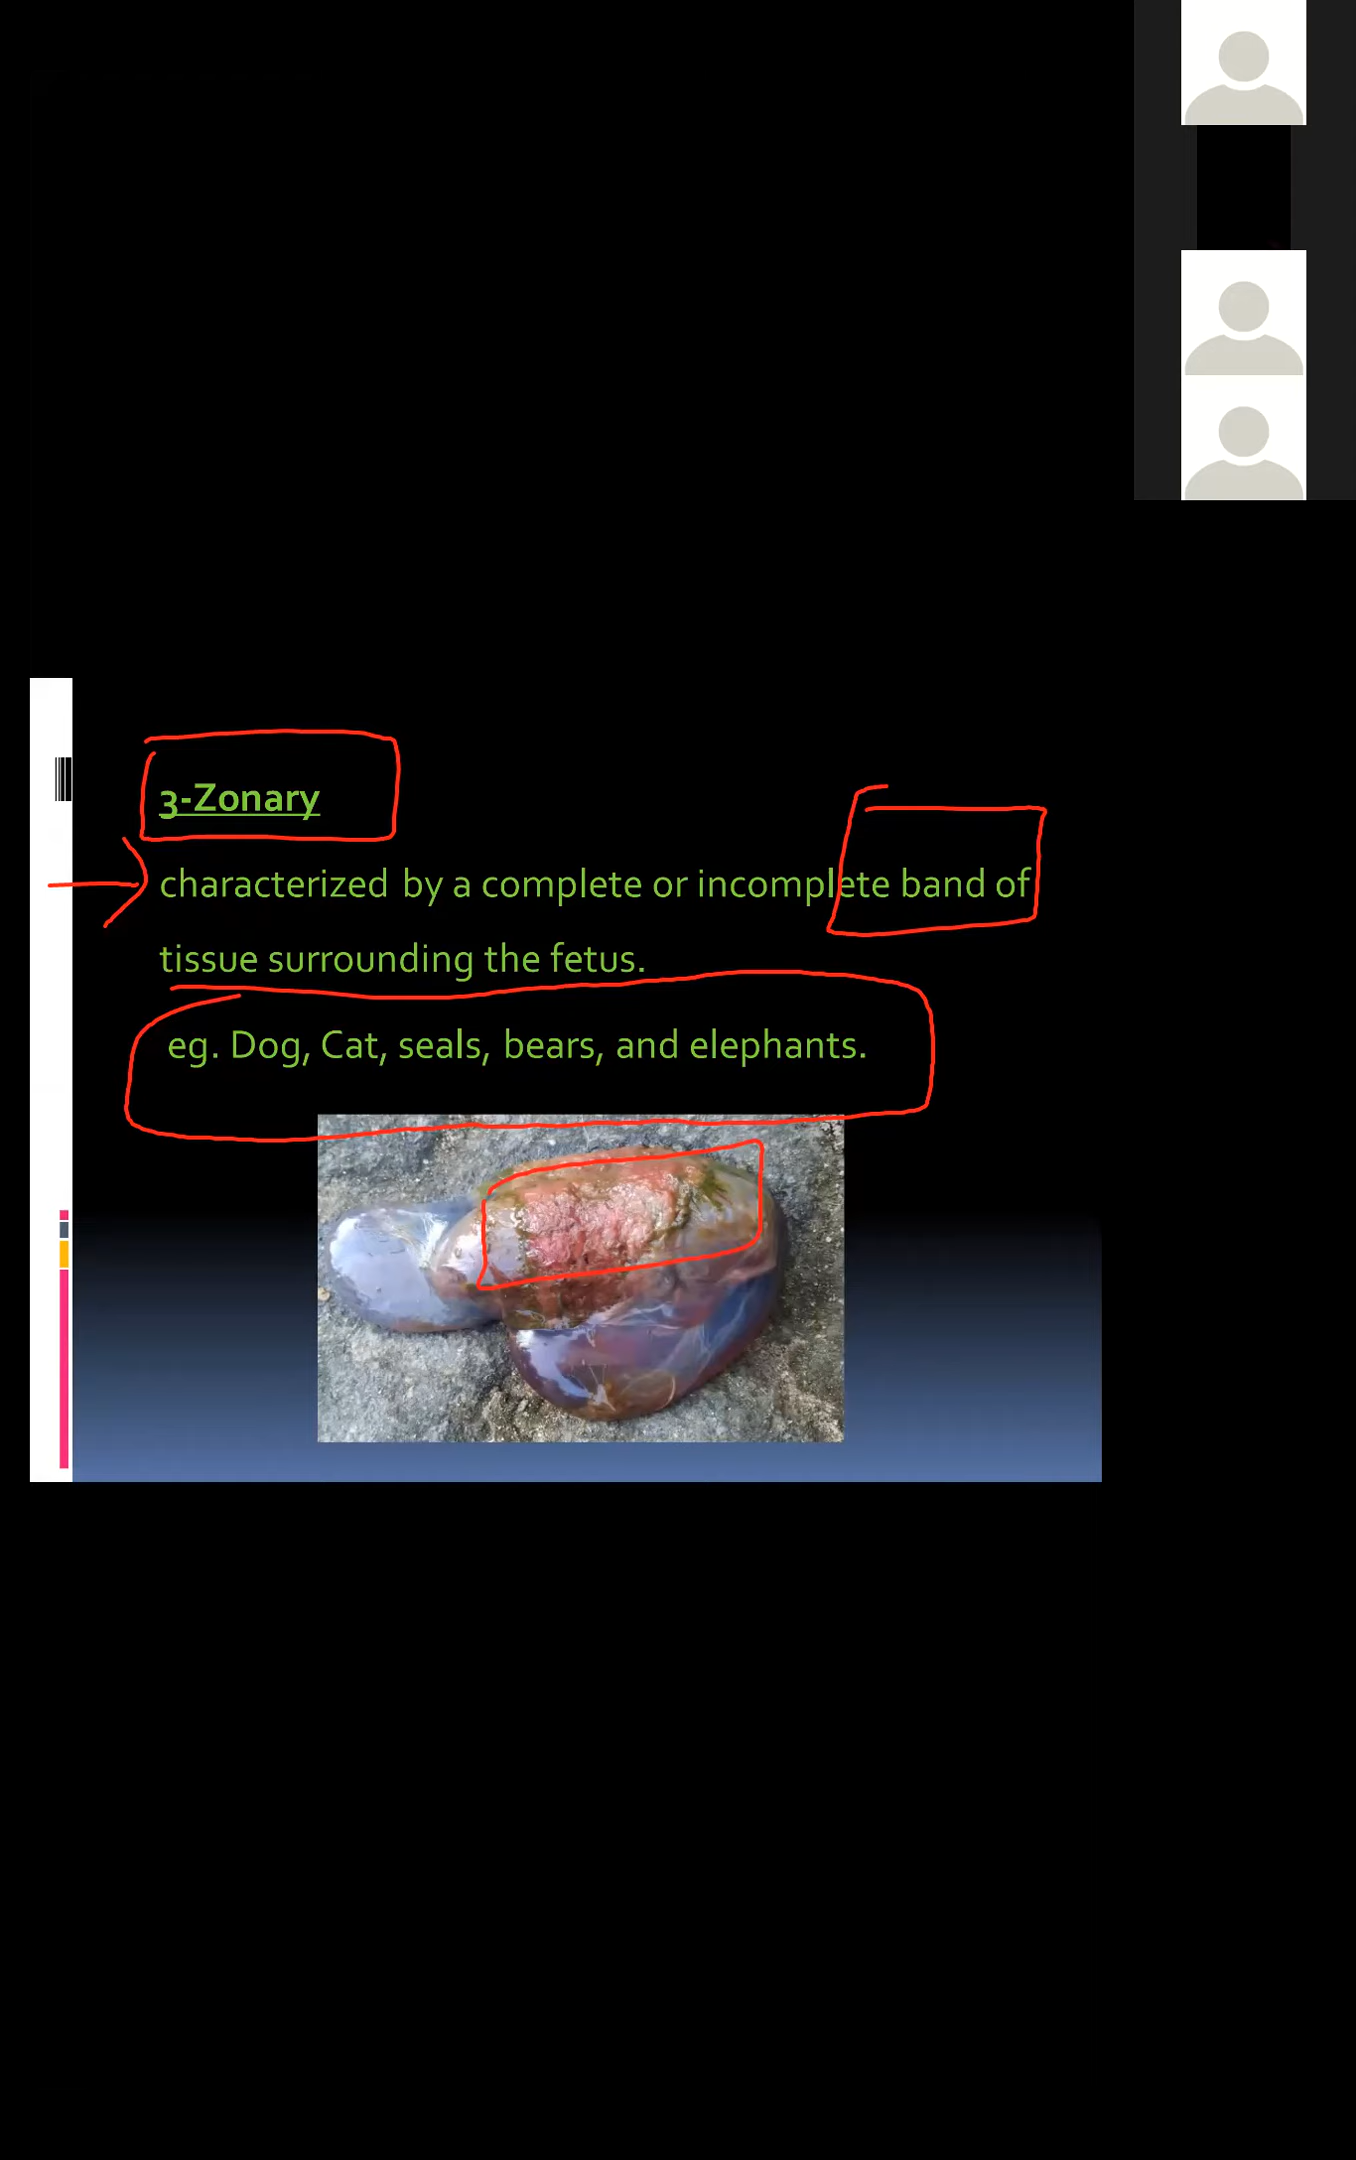 3-Zonary
characterized by a complete or incomplete band of
tissue surrounding the fetus.
eg. Dog, Cat, seals, bears, and elephants.